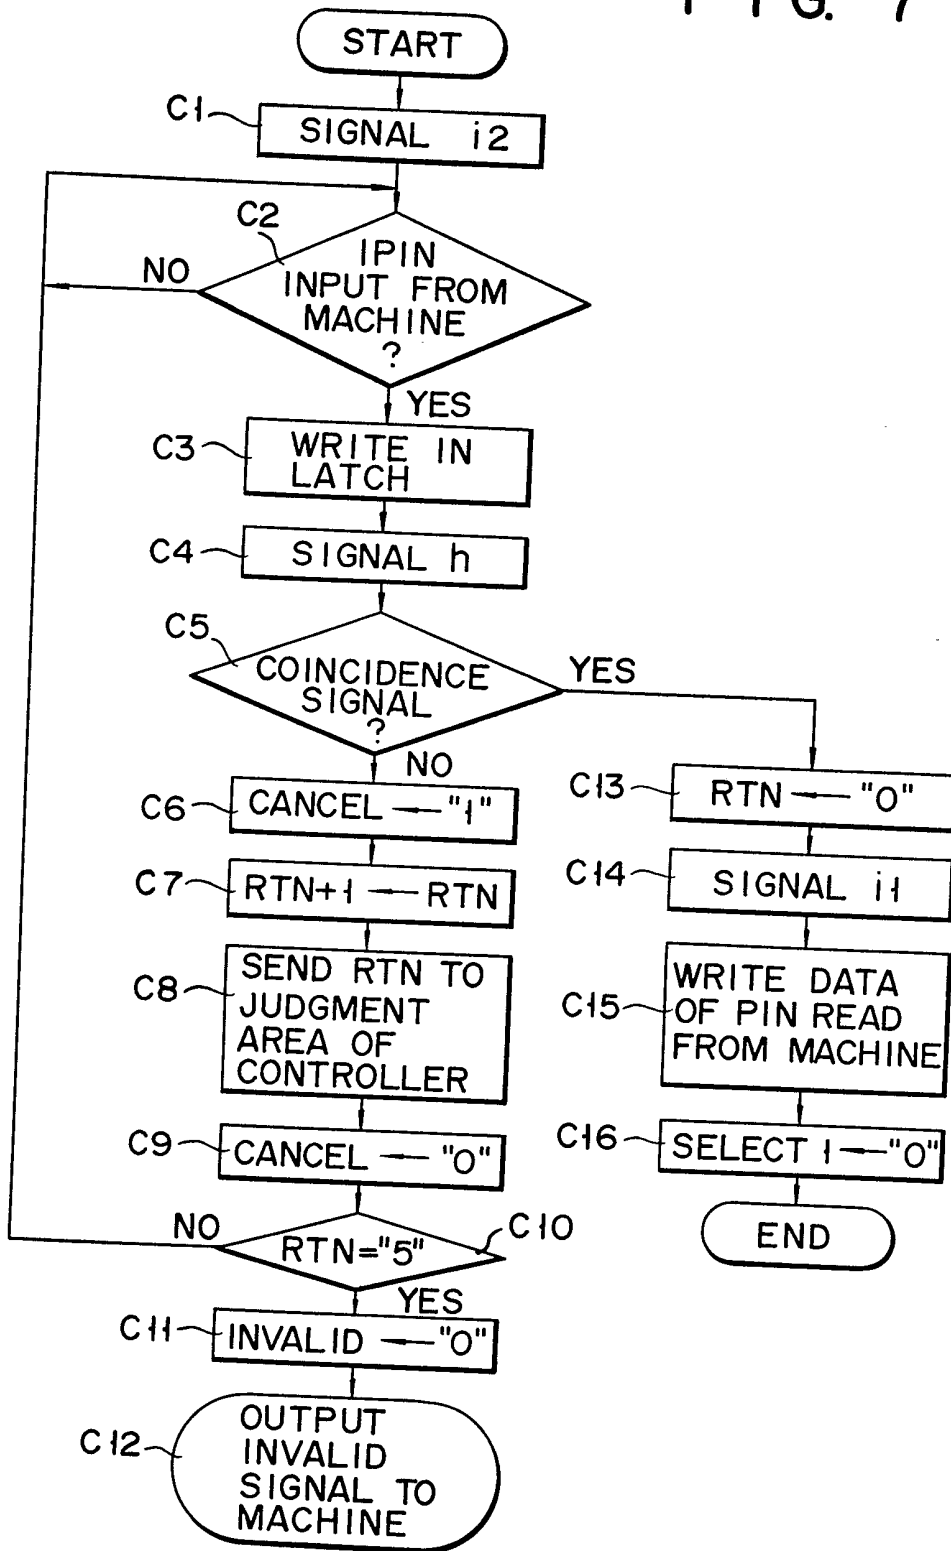 FIG. 7
START
C1
SIGNAL i2
C2
IPIN
INPUT FROM
MACHINE
?
NO
YES
C3
WRITE IN
LATCH
C4
SIGNAL h
C5
COINCIDENCE
SIGNAL
?
YES
NO
C6
CANCEL ← "1"
C7
RTN+1 ← RTN
C8
SEND RTN TO
JUDGMENT
AREA OF
CONTROLLER
C9
CANCEL ← "0"
C10
RTN="5"
NO
YES
C11
INVALID ← "0"
C12
OUTPUT
INVALID
SIGNAL TO
MACHINE
C13
RTN ← "0"
C14
SIGNAL i1
C15
WRITE DATA
OF PIN READ
FROM MACHINE
C16
SELECT 1 ← "0"
END